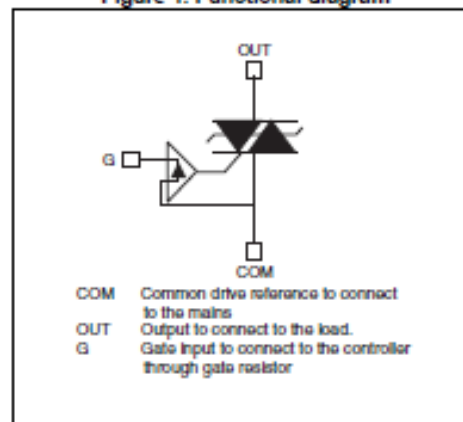 Figure 1. Functional diagram
OUT
G
COM
COM Common drive reference to connect
to the mains
OUT Output to connect to the load.
G Gate input to connect to the controller
through gate resistor